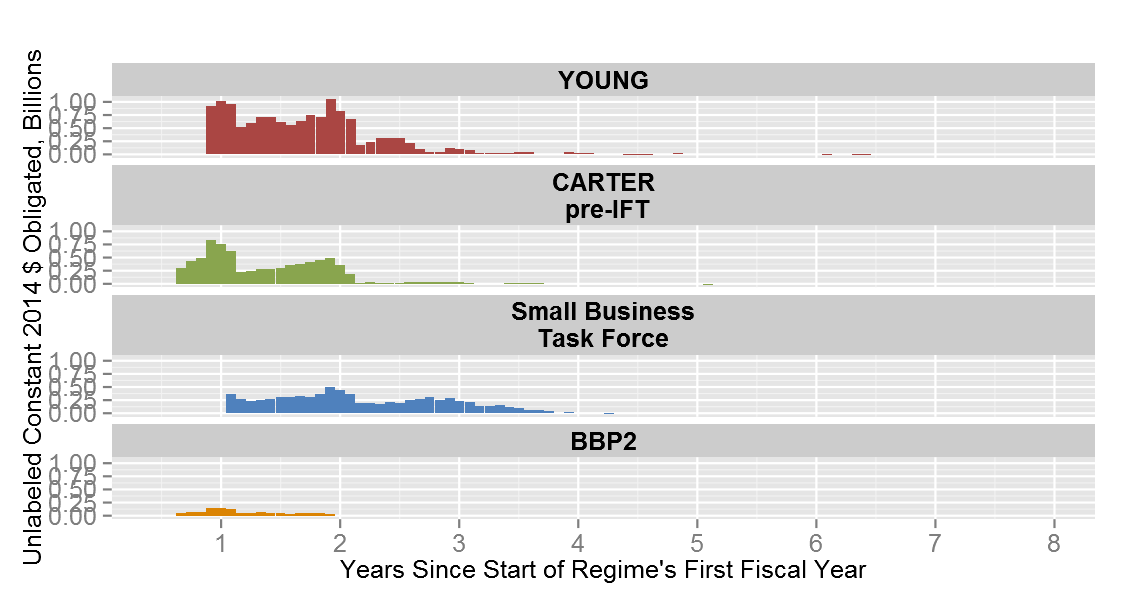 Unlabeled Constant 2014 $ Obligated, Billions
YOUNG
1.00
0.75
0.50
0.25
0.00
CARTER
pre-IFT
1.00
0.75
0.50
0.25
0.00
Small Business
Task Force
1.00
0.75
0.50
0.25
0.00
BBP2
1.00
0.75
0.50
0.25
0.00
1 2 3 4 5 6 7 8
Years Since Start of Regime's First Fiscal Year